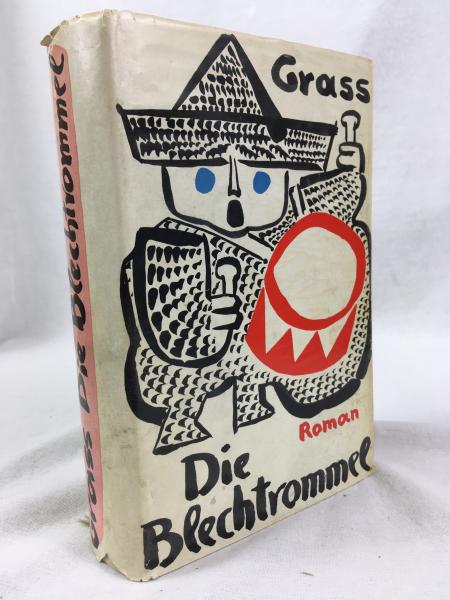 Grass
Roman
Die
Blechtrommel
Grass Die Blechtrommel